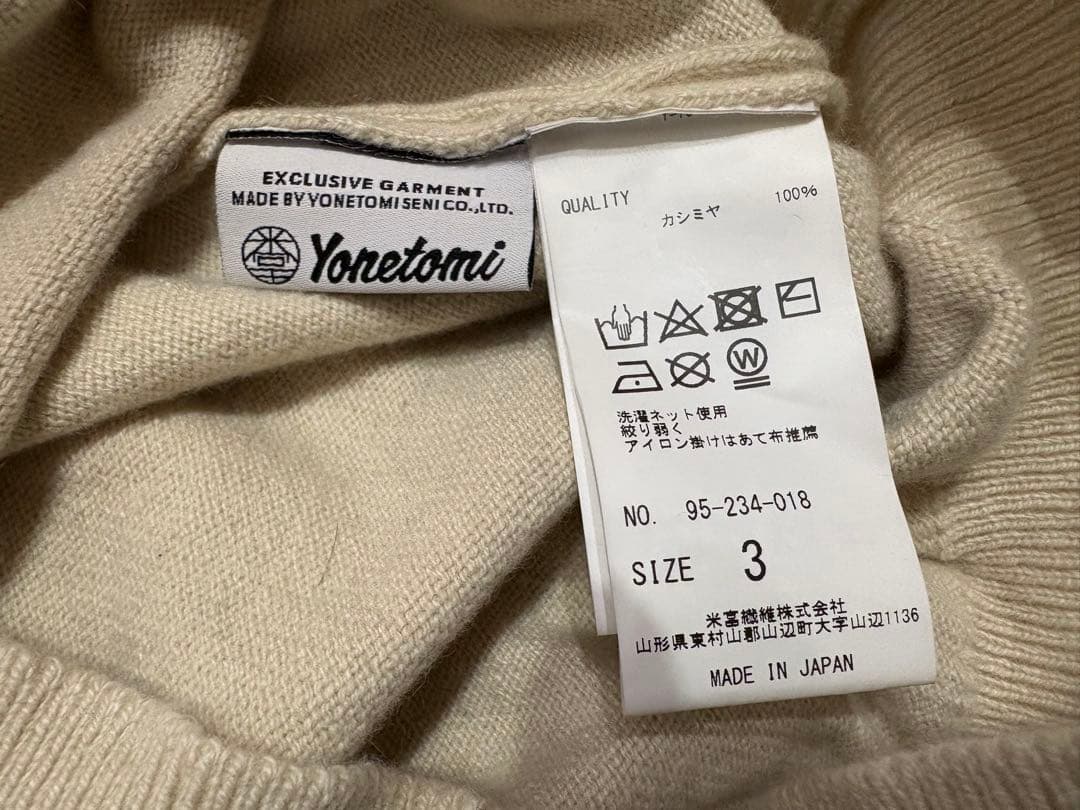 EXCLUSIVE GARMENT
MADE BY YONETOMI SENI CO.,LTD.
Yonetomi
QUALITY
カシミヤ 100%
W
洗濯ネット使用
絞り弱く
アイロン掛けはあて布推薦
NO. 95-234-018
SIZE 3
米富繊維株式会社
山形県東村山郡山辺町大字山辺1136
MADE IN JAPAN